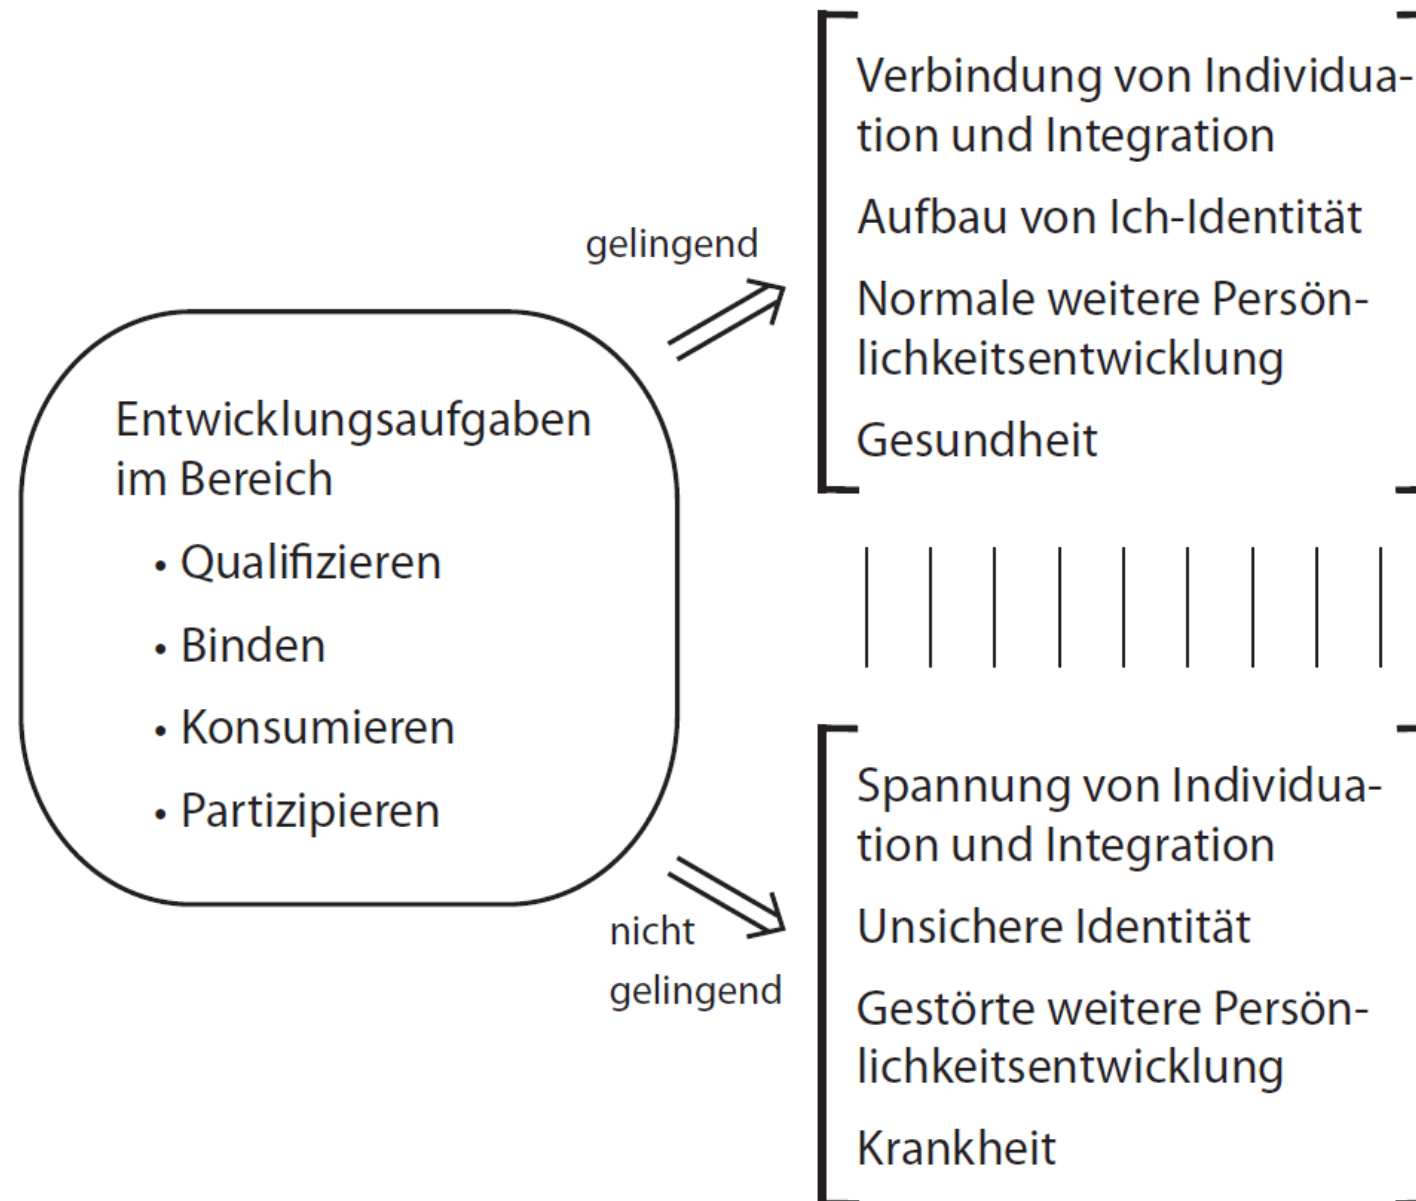 Entwicklungsaufgaben
im Bereich
• Qualifizieren
• Binden
• Konsumieren
• Partizipieren
gelingend
Verbindung von Individua-
tion und Integration
Aufbau von Ich-Identität
Normale weitere Persön-
lichkeitsentwicklung
Gesundheit
nicht
gelingend
Spannung von Individua-
tion und Integration
Unsichere Identität
Gestörte weitere Persön-
lichkeitsentwicklung
Krankheit